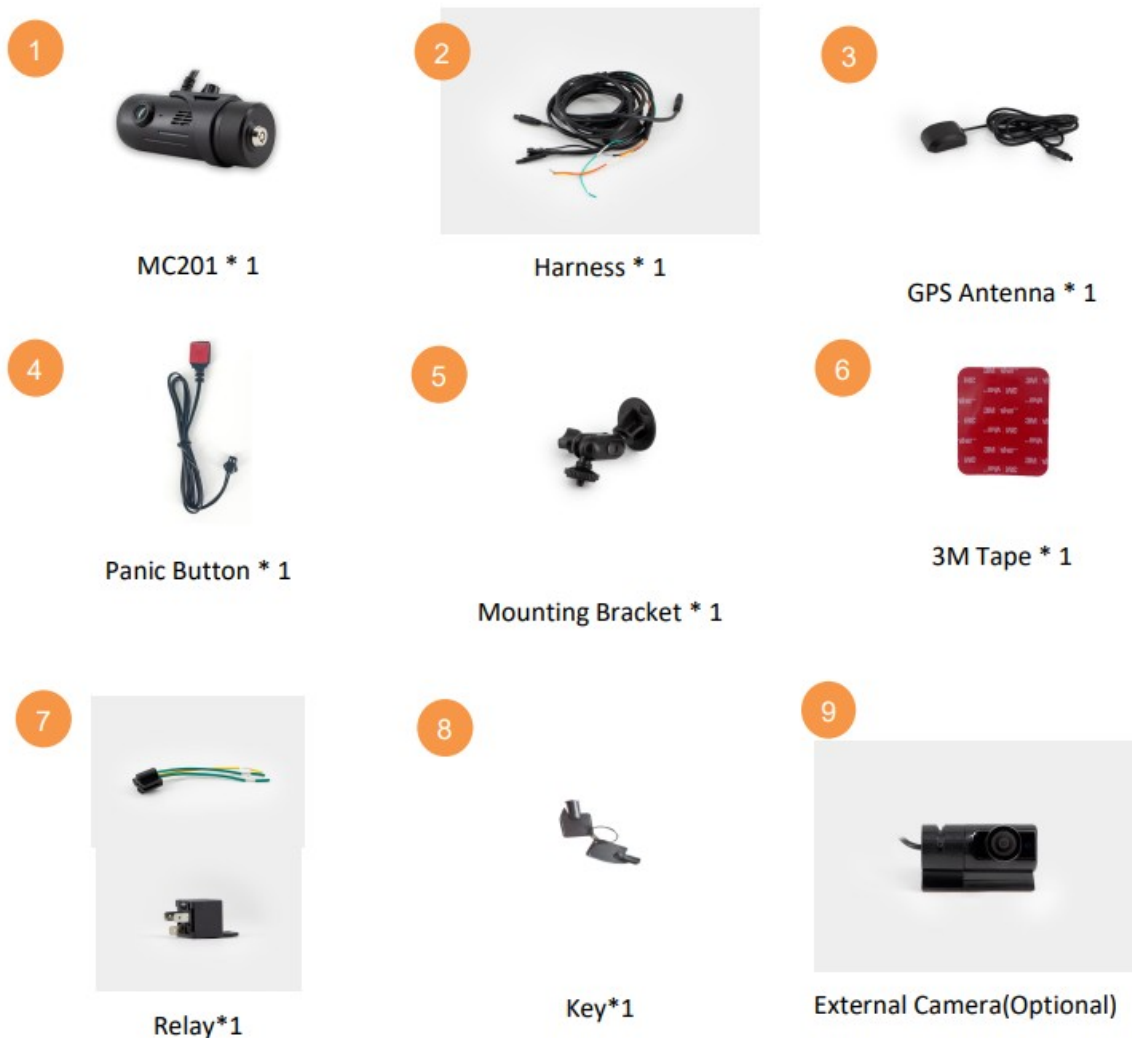 1
2
3
MC201 * 1
Harness * 1
GPS Antenna * 1
4
5
6
Panic Button * 1
Mounting Bracket * 1
3M Tape * 1
7
8
9
Relay*1
Key*1
External Camera(Optional)